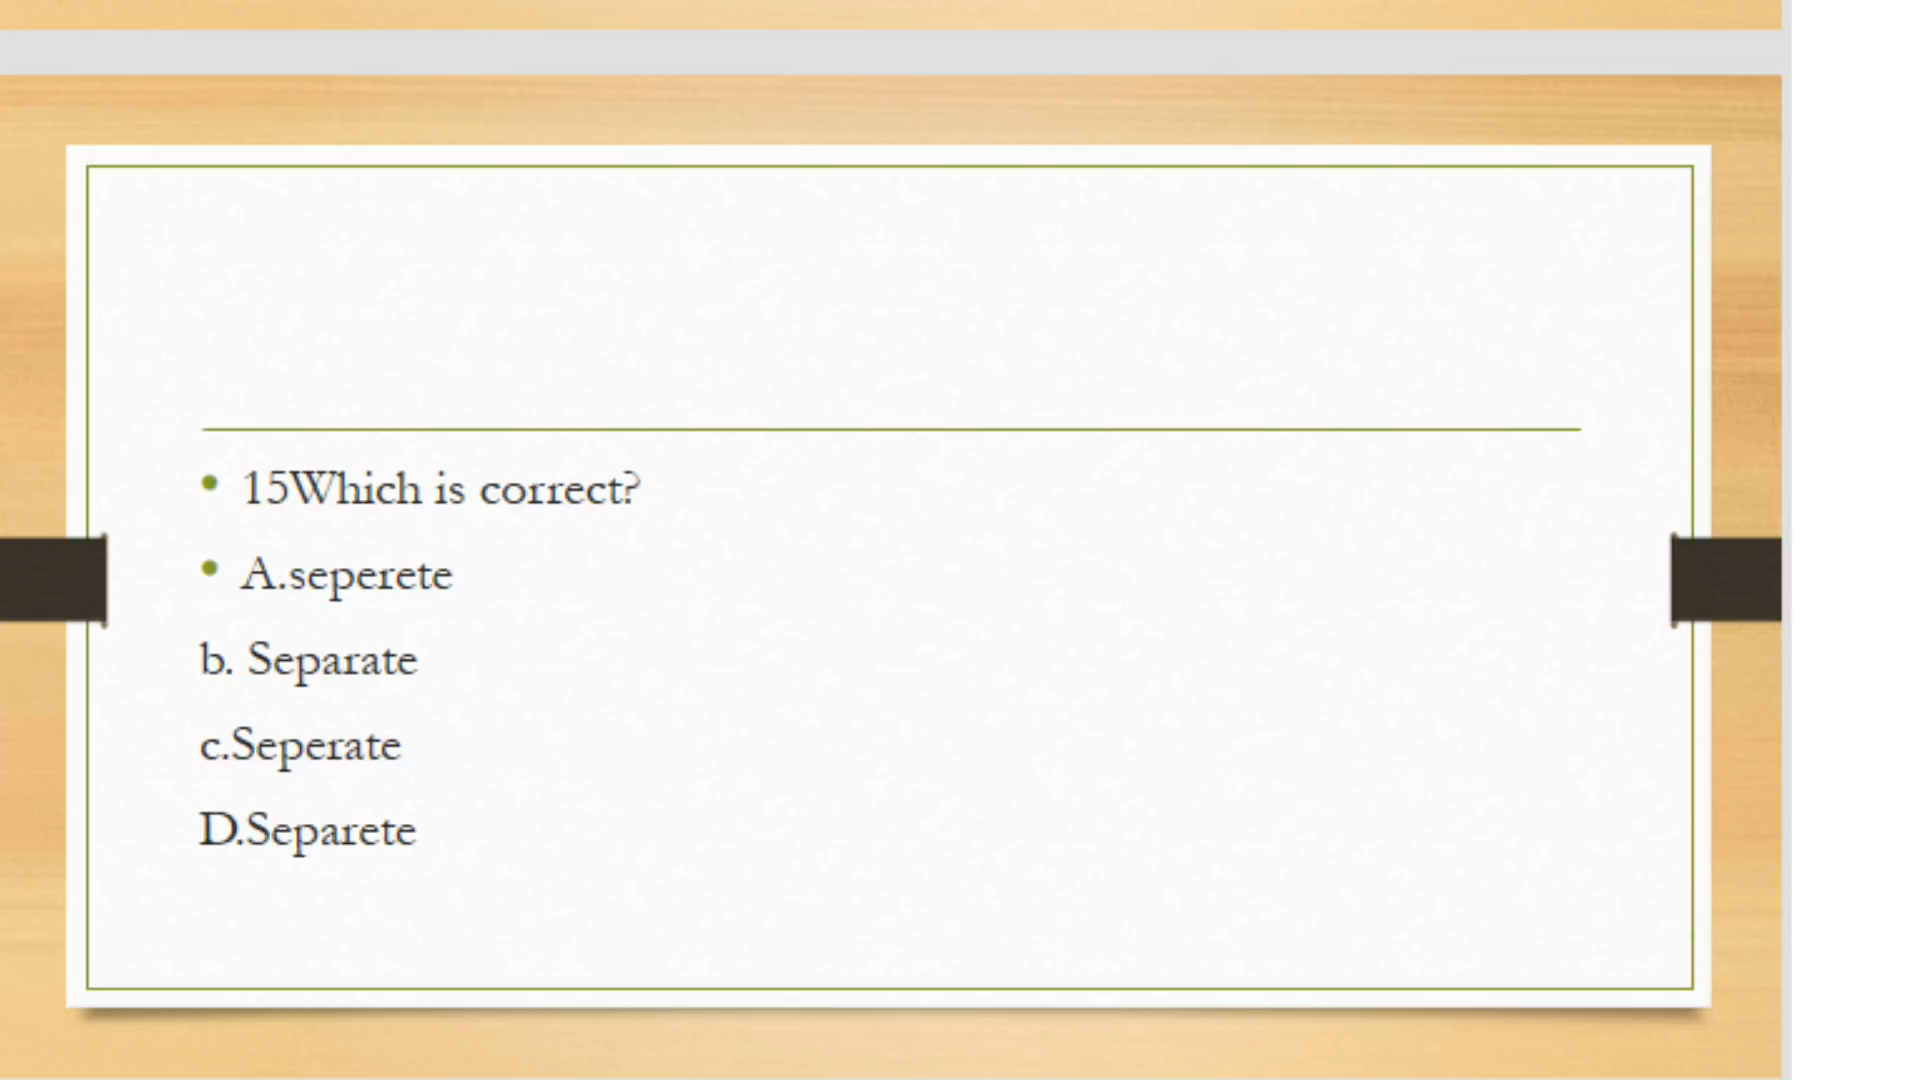 • 15Which is correct?
• A.seperete
b. Separate
c.Seperate
D.Separete